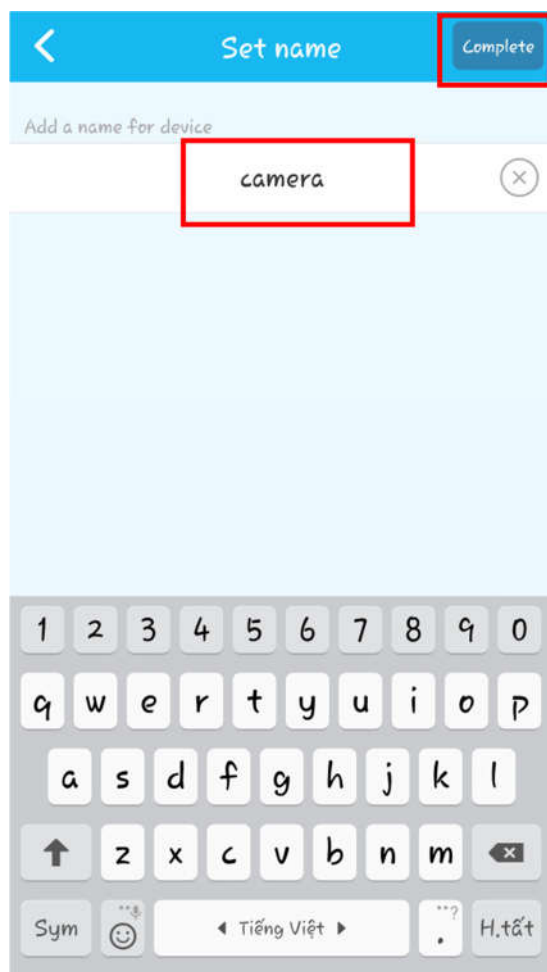 Set name Complete
Add a name for device
camera
1 2 3 4 5 6 7 8 9 0
q w e r t y u i o p
a s d f g h j k l
z x c v b n m
Sym Tiếng Việt . ? H.tất